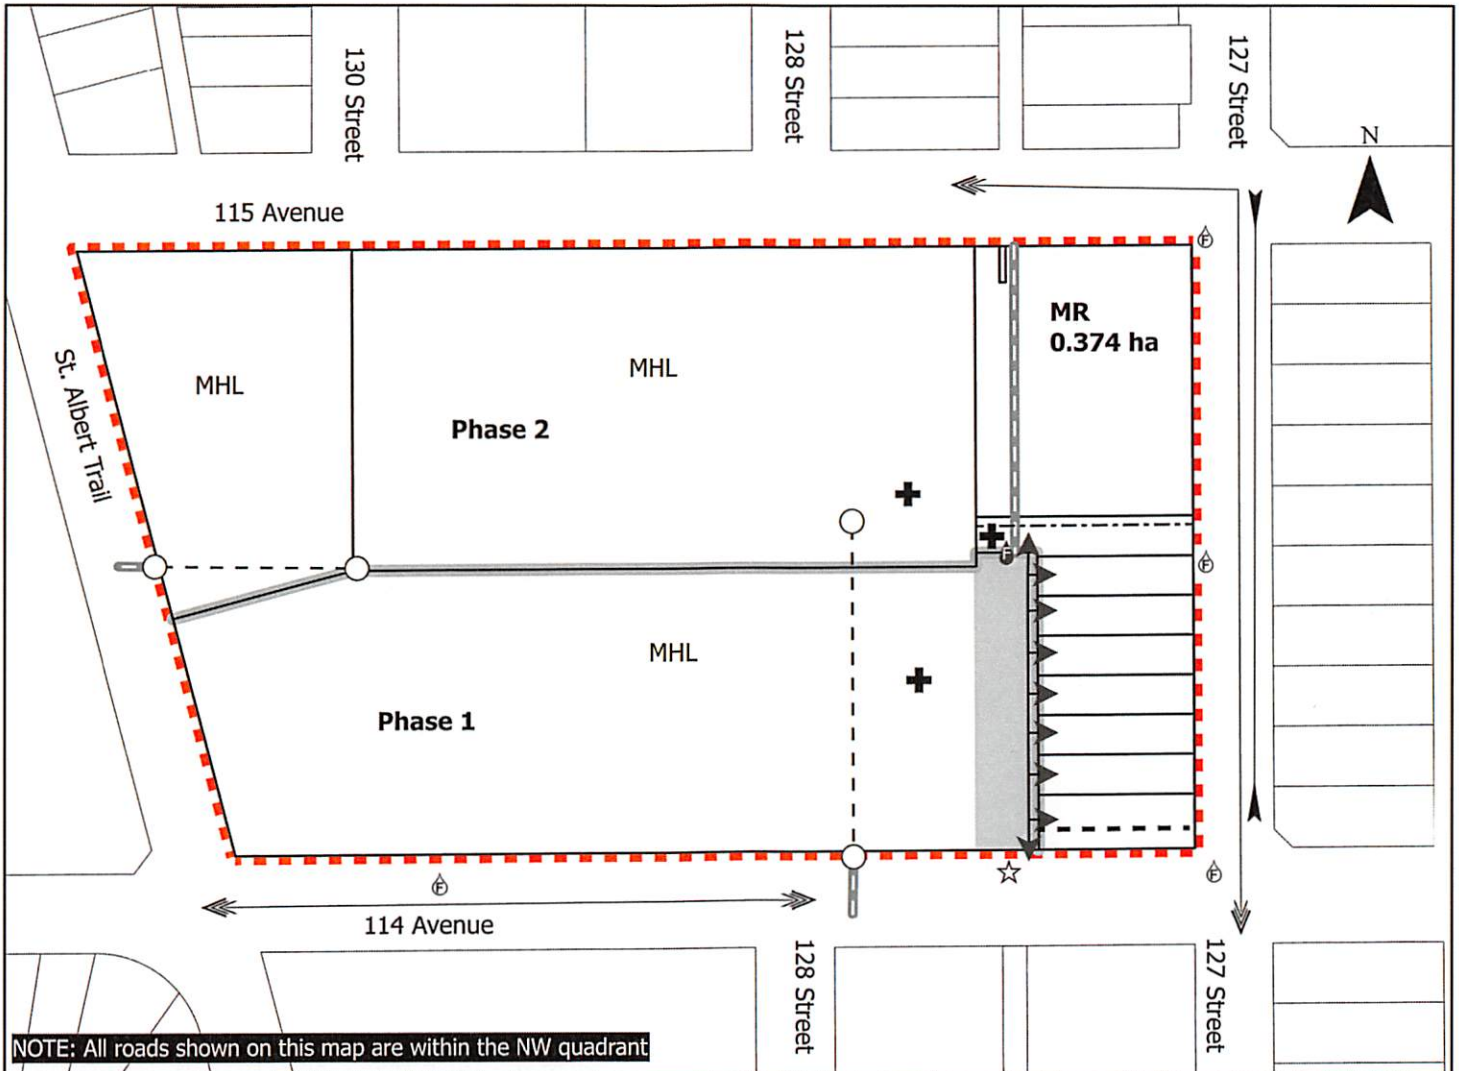 130 Street
128 Street
127 Street
N
115 Avenue
F
MR
0.374 ha
MHL
MHL
St. Albert Trail
Phase 2
F
F
MHL
Phase 1
F
F
114 Avenue
128 Street
127 Street
NOTE: All roads shown on this map are within the NW quadrant